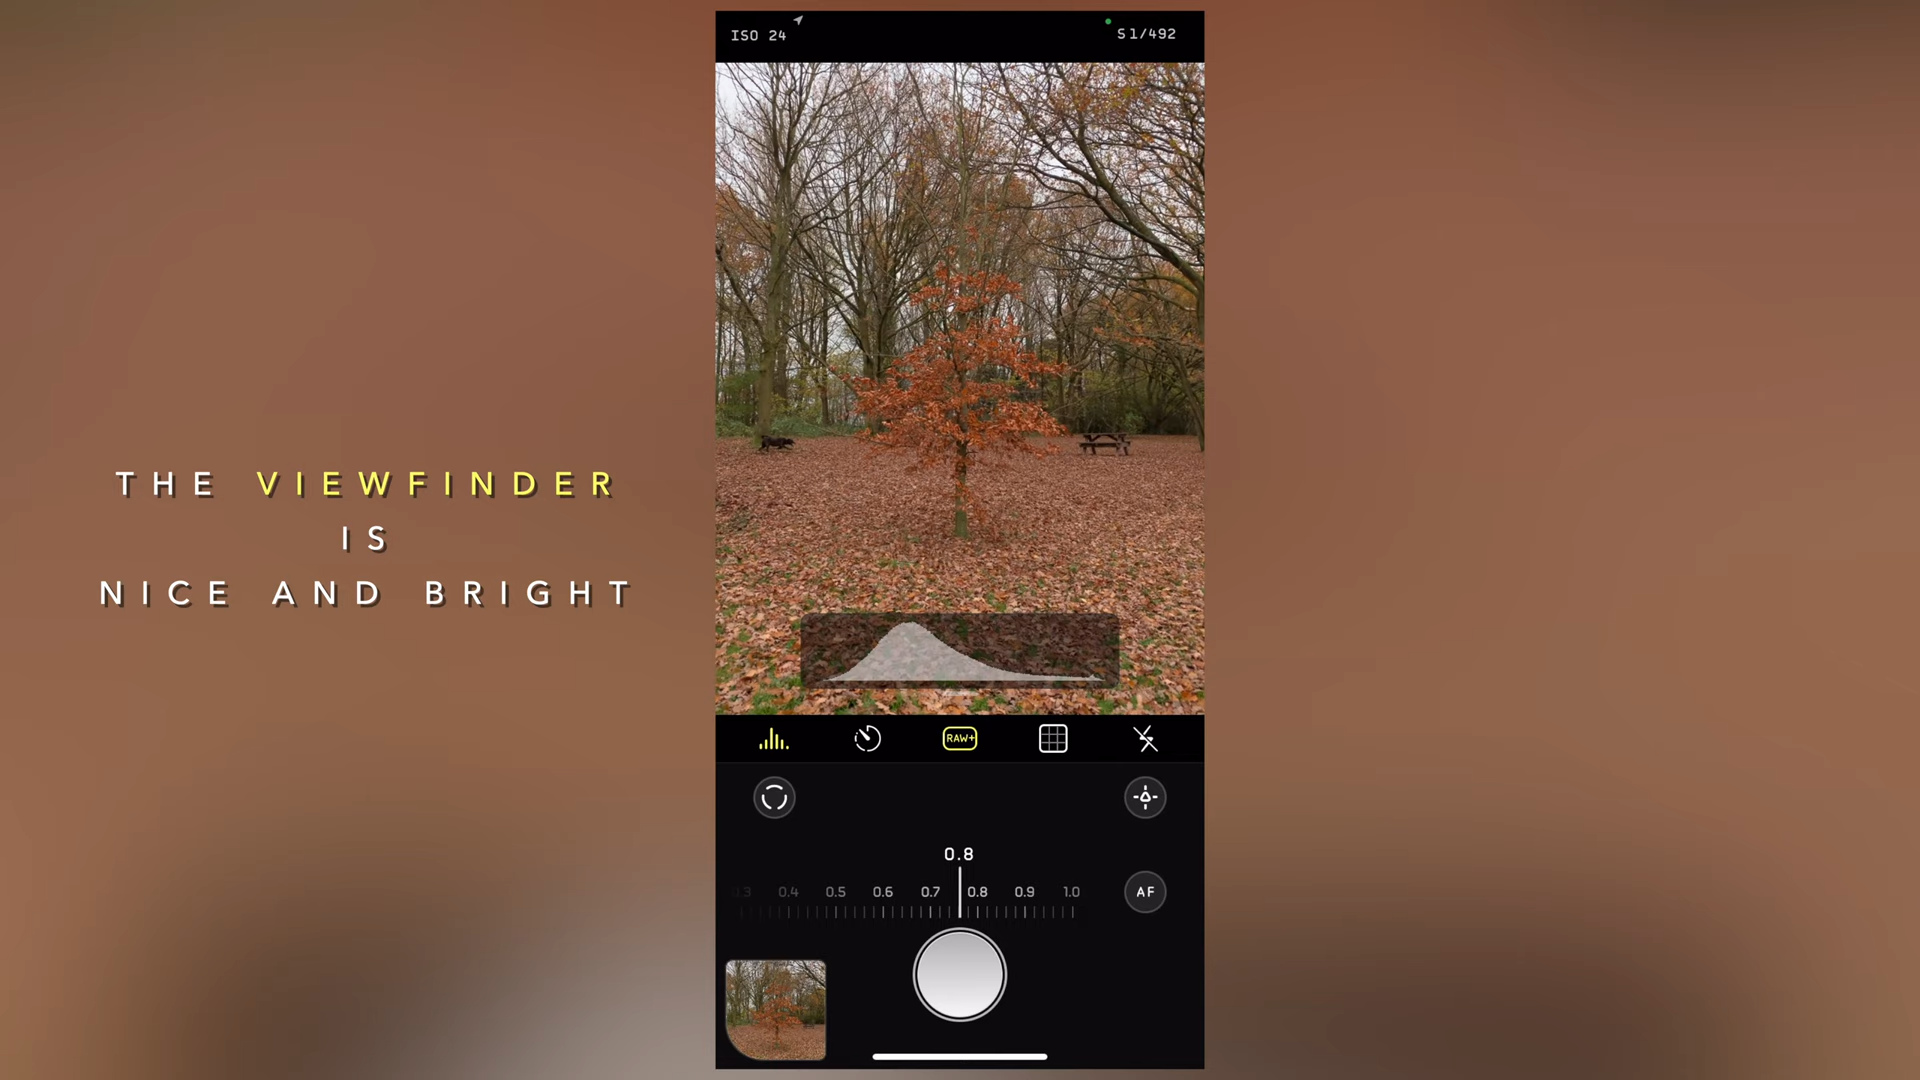 ISO 24
S 1/492
THE VIEWFINDER
IS
NICE AND BRIGHT
RAW+
0.8
0.4 0.5 0.6 0.7 0.8 0.9 1.0
AF